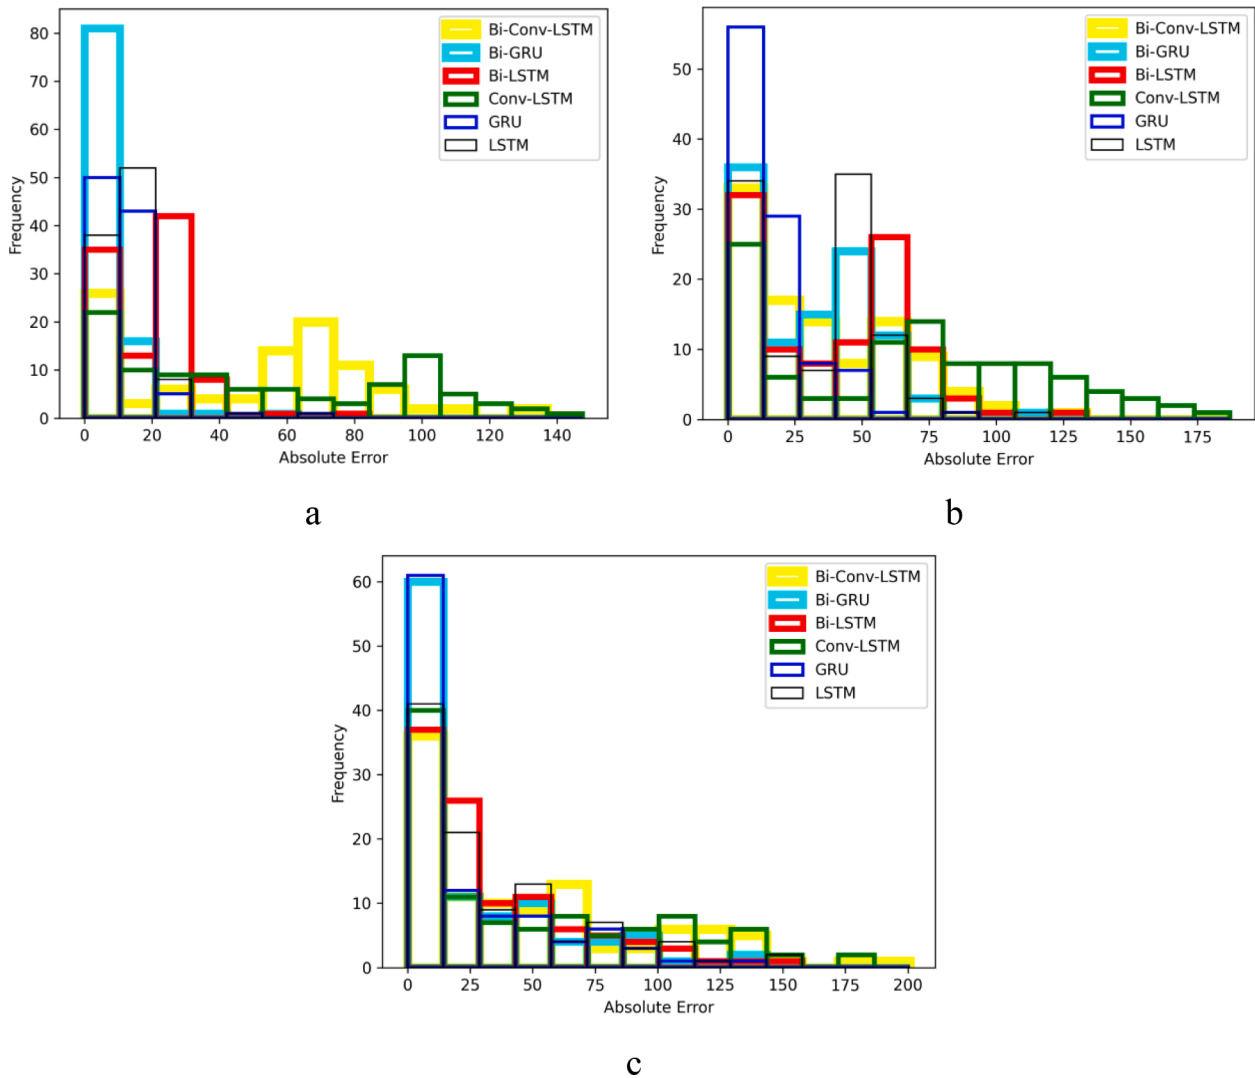 80
70
60
50
40
30
20
10
0
Frequency
0 20 40 60 80 100 120 140
Absolute Error
Bi-Conv-LSTM
Bi-GRU
Bi-LSTM
Conv-LSTM
GRU
LSTM
a
50
40
30
20
10
0
Frequency
0 25 50 75 100 125 150 175
Absolute Error
Bi-Conv-LSTM
Bi-GRU
Bi-LSTM
Conv-LSTM
GRU
LSTM
b
60
50
40
30
20
10
0
Frequency
0 25 50 75 100 125 150 175 200
Absolute Error
Bi-Conv-LSTM
Bi-GRU
Bi-LSTM
Conv-LSTM
GRU
LSTM
c